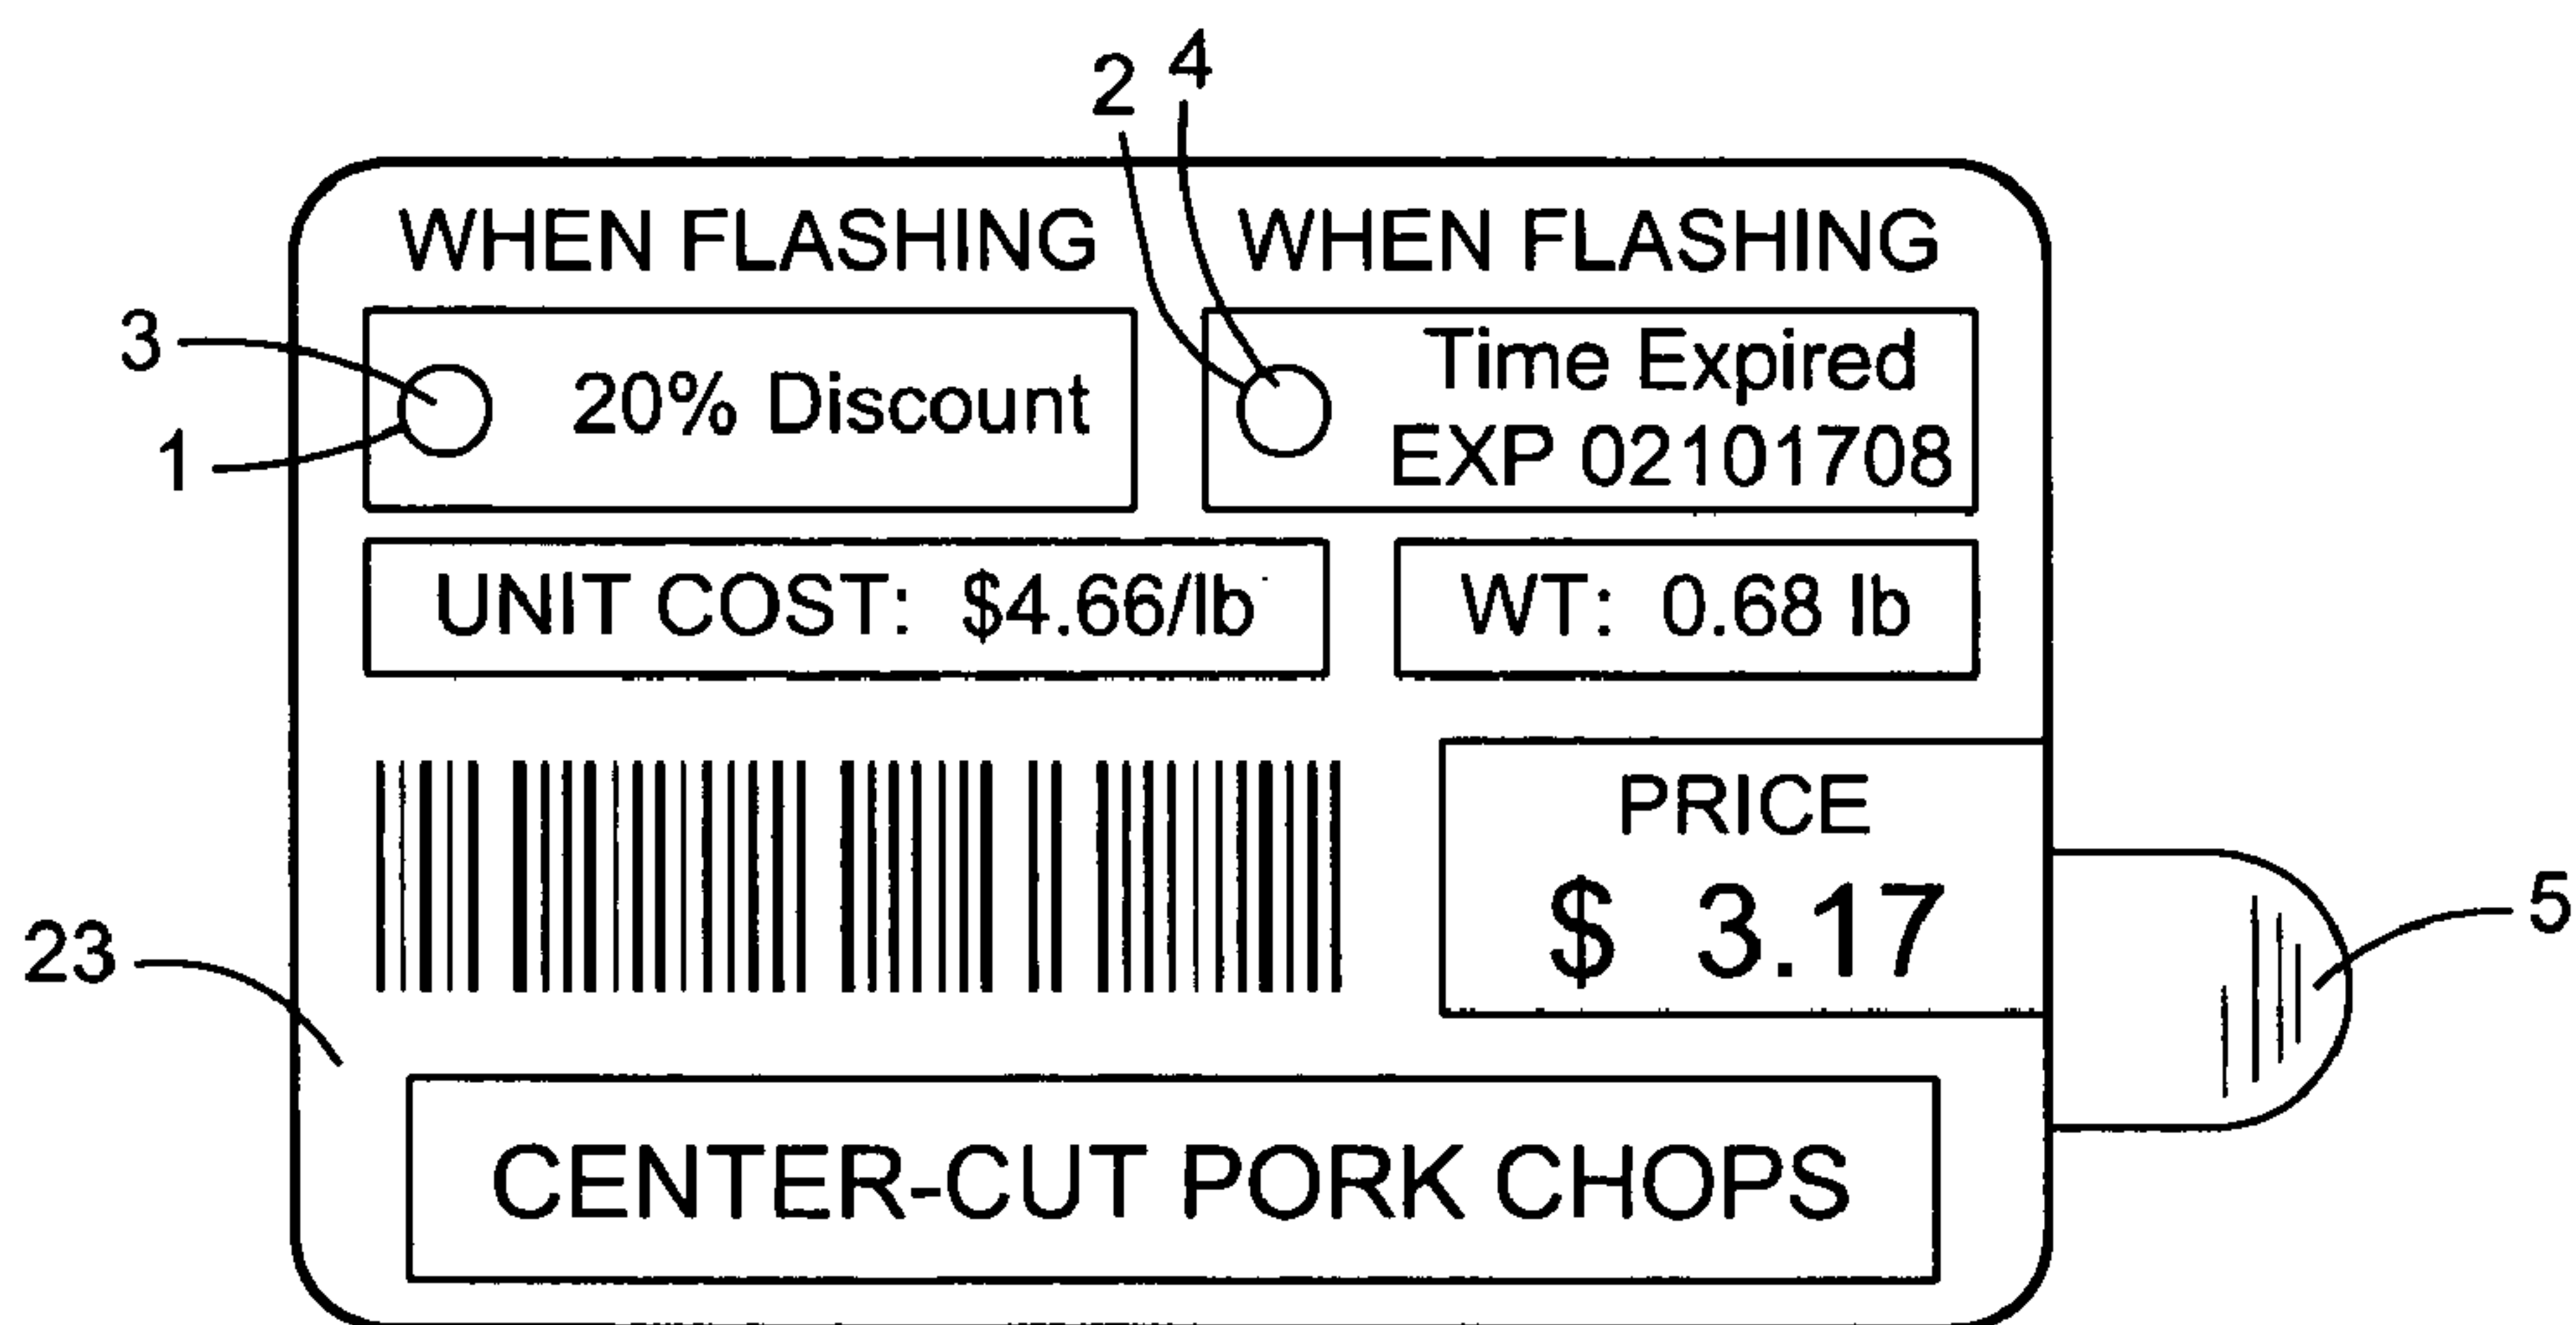 2 4
WHEN FLASHING WHEN FLASHING
3
1
20% Discount
Time Expired
EXP 02101708
UNIT COST: $4.66/lb
WT: 0.68 lb
PRICE
$ 3.17
23
5
CENTER-CUT PORK CHOPS